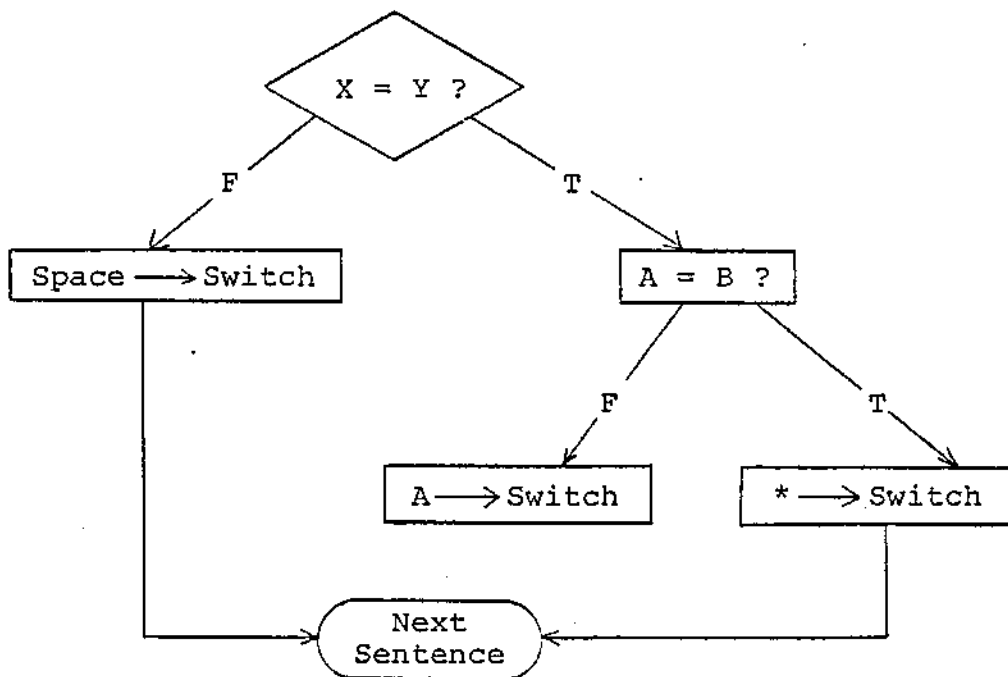 X = Y ?
F
T
Space → Switch
A = B ?
F
T
A → Switch
* → Switch
Next
Sentence